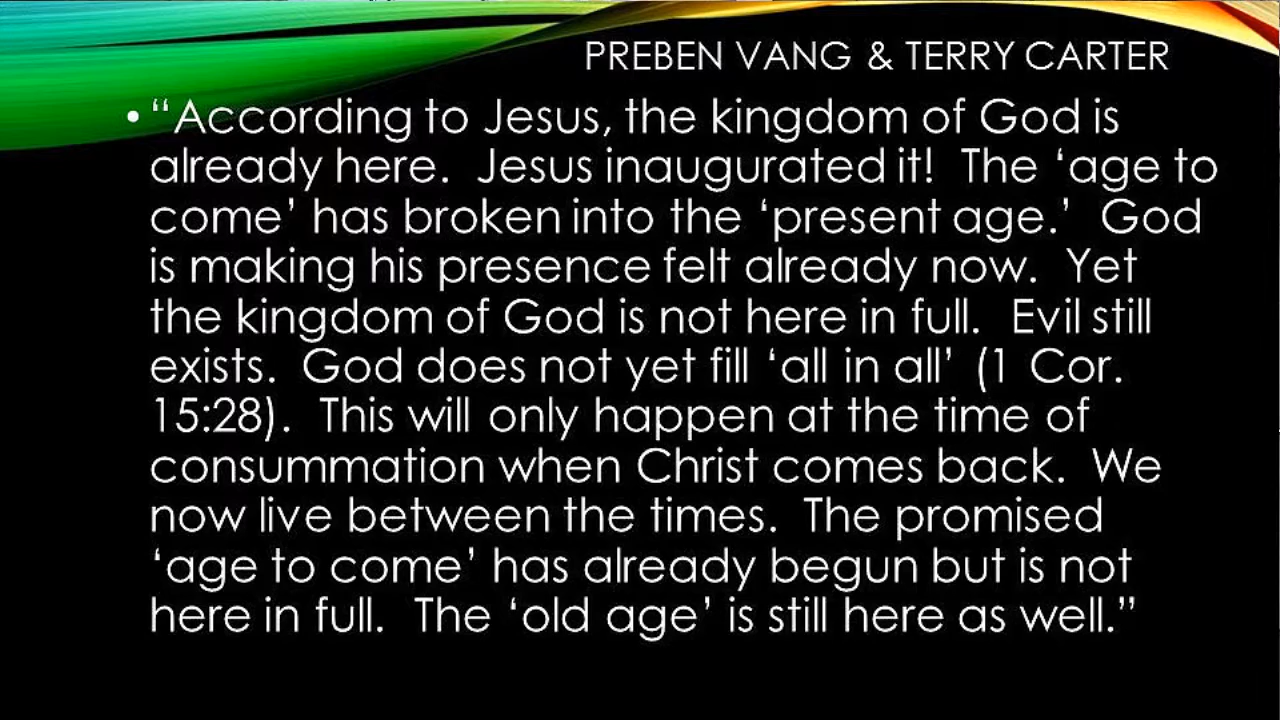 PREBEN VANG & TERRY CARTER
• “According to Jesus, the kingdom of God is
already here. Jesus inaugurated it! The ‘age to
come’ has broken into the ‘present age.’ God
is making his presence felt already now. Yet
the kingdom of God is not here in full. Evil still
exists. God does not yet fill ‘all in all’ (1 Cor.
15:28). This will only happen at the time of
consummation when Christ comes back. We
now live between the times. The promised
‘age to come’ has already begun but is not
here in full. The ‘old age’ is still here as well.”